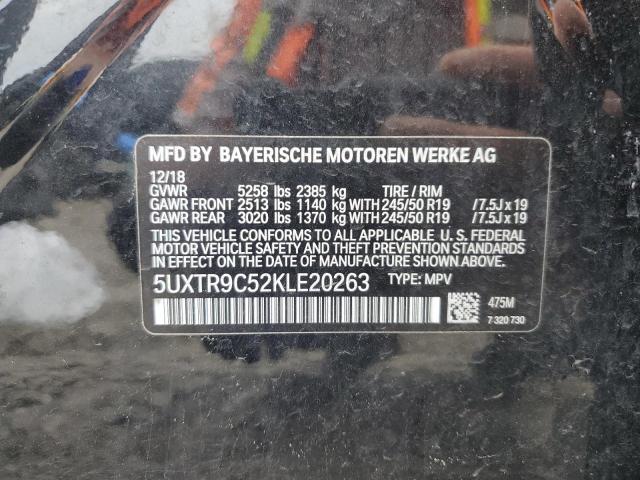 MFD BY BAYERISCHE MOTOREN WERKE AG
12/18
GVWR 5258 lbs 2385 kg TIRE / RIM
GAWR FRONT 2513 lbs 1140 kg WITH 245/50 R19 /7.5J x 19
GAWR REAR 3020 lbs 1370 kg WITH 245/50 R19 /7.5J x 19
THIS VEHICLE CONFORMS TO ALL APPLICABLE U. S. FEDERAL
MOTOR VEHICLE SAFETY, BUMPER, AND THEFT PREVENTION STANDARDS
IN EFFECT ON THE DATE OF MANUFACTURE SHOWN ABOVE.
5UXTR9C52KLE20263 TYPE: MPV
475M
7 320 730